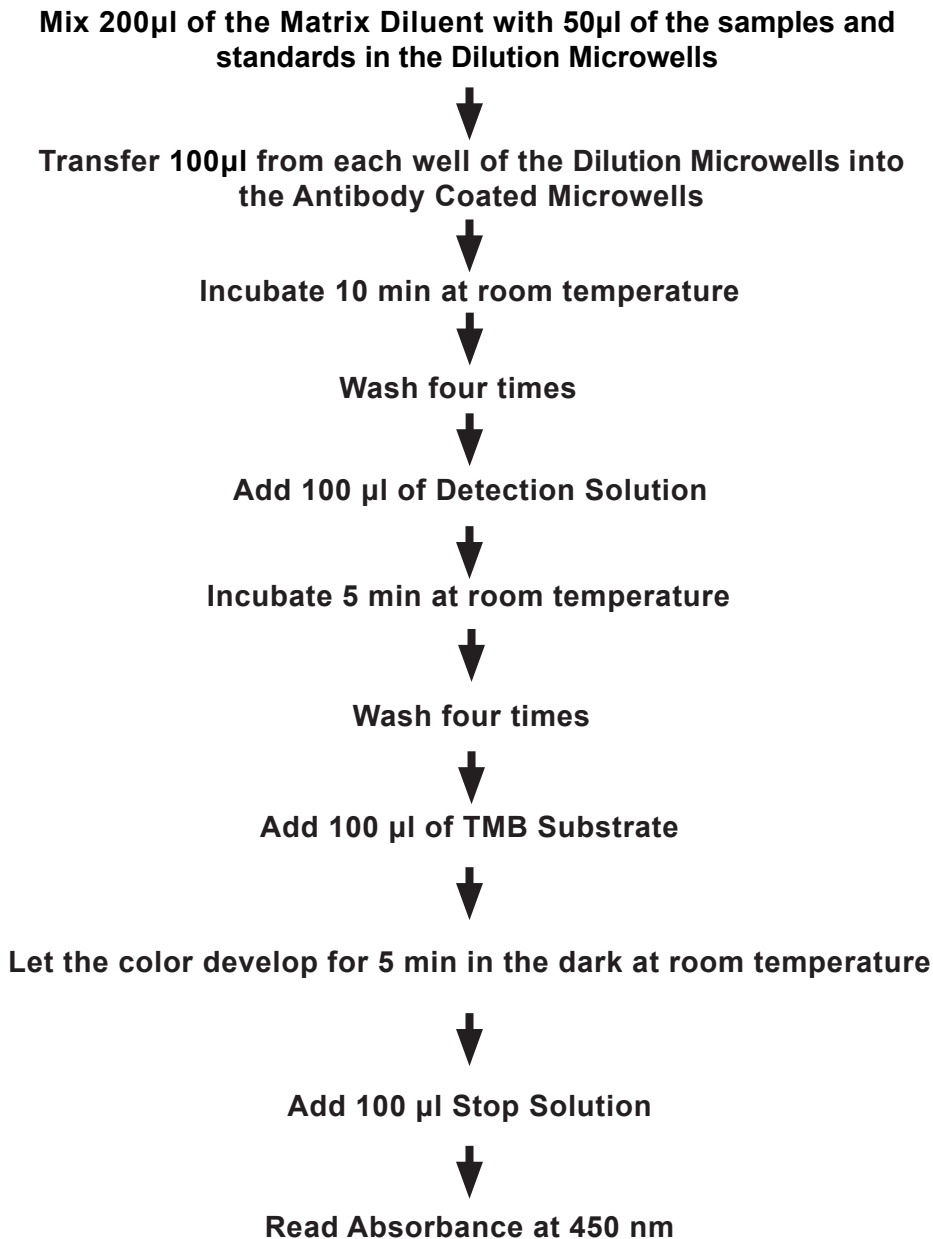 Mix 200µl of the Matrix Diluent with 50µl of the samples and
standards in the Dilution Microwells
Transfer 100µl from each well of the Dilution Microwells into
the Antibody Coated Microwells
Incubate 10 min at room temperature
Wash four times
Add 100 µl of Detection Solution
Incubate 5 min at room temperature
Wash four times
Add 100 µl of TMB Substrate
Let the color develop for 5 min in the dark at room temperature
Add 100 µl Stop Solution
Read Absorbance at 450 nm